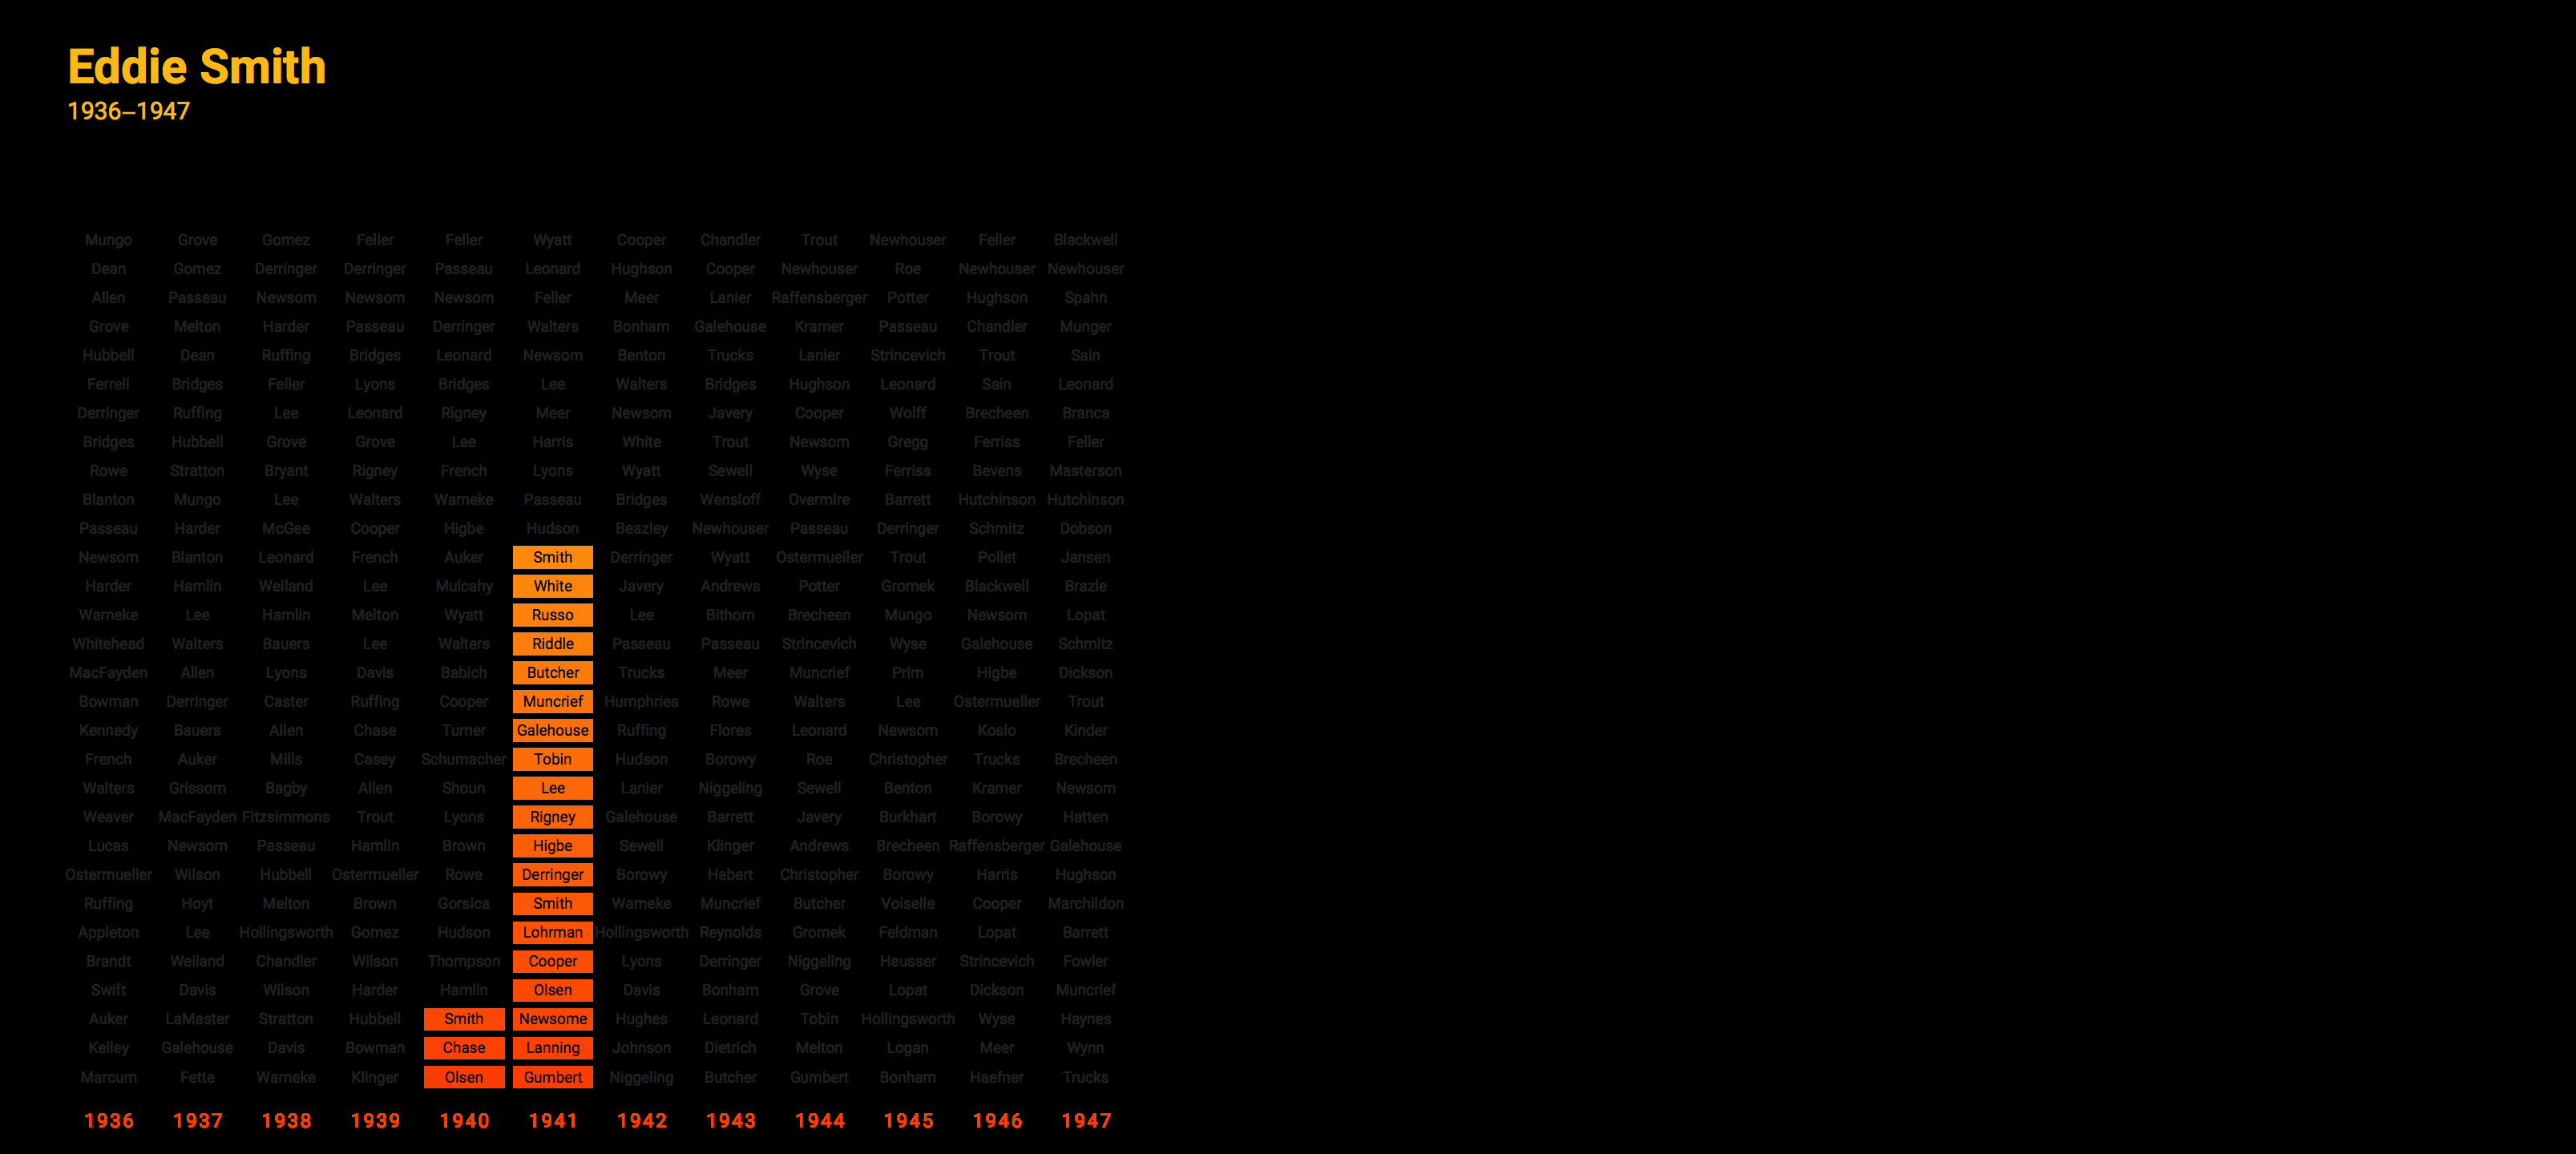 Eddie Smith
1936–1947
Mungo Grove Gomez Feller Feller Wyatt Cooper Chandler Trout Newhouser Feller Blackwell
Dean Gomez Derringer Derringer Passeau Leonard Hughson Cooper Newhouser Roe Newhouser Newhouser
Allen Passeau Newsom Newsom Newsom Feller Meer Lanier Raffensberger Potter Hughson Spahn
Grove Melton Harder Passeau Derringer Walters Bonham Galehouse Kramer Passeau Chandler Munger
Hubbell Dean Ruffing Bridges Leonard Newsom Benton Trucks Lanier Strincevich Trout Sain
Ferrell Bridges Feller Lyons Bridges Lee Walters Bridges Hughson Leonard Sain Leonard
Derringer Ruffing Lee Leonard Rigney Meer Newsom Javery Cooper Wolff Brecheen Branca
Bridges Hubbell Grove Grove Lee Harris White Trout Newsom Gregg Ferriss Feller
Rowe Stratton Bryant Rigney French Lyons Wyatt Sewell Wyse Ferriss Bevens Masterson
Blanton Mungo Lee Walters Warneke Passeau Bridges Wensloff Overmire Barrett Hutchinson Hutchinson
Passeau Harder McGee Cooper Higbe Hudson Beazley Newhouser Passeau Derringer Schmitz Dobson
Newsom Blanton Leonard French Auker Smith Derringer Wyatt Ostermueller Trout Pollet Jansen
Harder Hamlin Weiland Lee Mulcahy White Javery Andrews Potter Gromek Blackwell Brazle
Warneke Lee Hamlin Melton Wyatt Russo Lee Bithorn Brecheen Mungo Newsom Lopat
Whitehead Walters Bauers Lee Walters Riddle Passeau Passeau Strincevich Wyse Galehouse Schmitz
MacFayden Allen Lyons Davis Babich Butcher Trucks Meer Muncrief Prim Higbe Dickson
Bowman Derringer Caster Ruffing Cooper Muncrief Humphries Rowe Walters Lee Ostermueller Trout
Kennedy Bauers Allen Chase Turner Galehouse Ruffing Flores Leonard Newsom Koslo Kinder
French Auker Mills Casey Schumacher Tobin Hudson Borowy Roe Christopher Trucks Brecheen
Walters Grissom Bagby Allen Shoun Lee Lanier Niggeling Sewell Benton Kramer Newsom
Weaver MacFayden Fitzsimmons Trout Lyons Rigney Galehouse Barrett Javery Burkhart Borowy Hatten
Lucas Newsom Passeau Hamlin Brown Higbe Sewell Klinger Andrews Brecheen Raffensberger Galehouse
Ostermueller Wilson Hubbell Ostermueller Rowe Derringer Borowy Hebert Christopher Borowy Harris Hughson
Ruffing Hoyt Melton Brown Gorsica Smith Warneke Muncrief Butcher Voiselle Cooper Marchildon
Appleton Lee Hollingsworth Gomez Hudson Lohrman Hollingsworth Reynolds Gromek Feldman Lopat Barrett
Brandt Weiland Chandler Wilson Thompson Cooper Lyons Derringer Niggeling Heusser Strincevich Fowler
Swift Davis Wilson Harder Hamlin Olsen Davis Bonham Grove Lopat Dickson Muncrief
Auker LaMaster Stratton Hubbell Smith Newsome Hughes Leonard Tobin Hollingsworth Wyse Haynes
Kelley Galehouse Davis Bowman Chase Lanning Johnson Dietrich Melton Logan Meer Wynn
Marcum Fette Warneke Klinger Olsen Gumbert Niggeling Butcher Gumbert Bonham Haefner Trucks
1936 1937 1938 1939 1940 1941 1942 1943 1944 1945 1946 1947